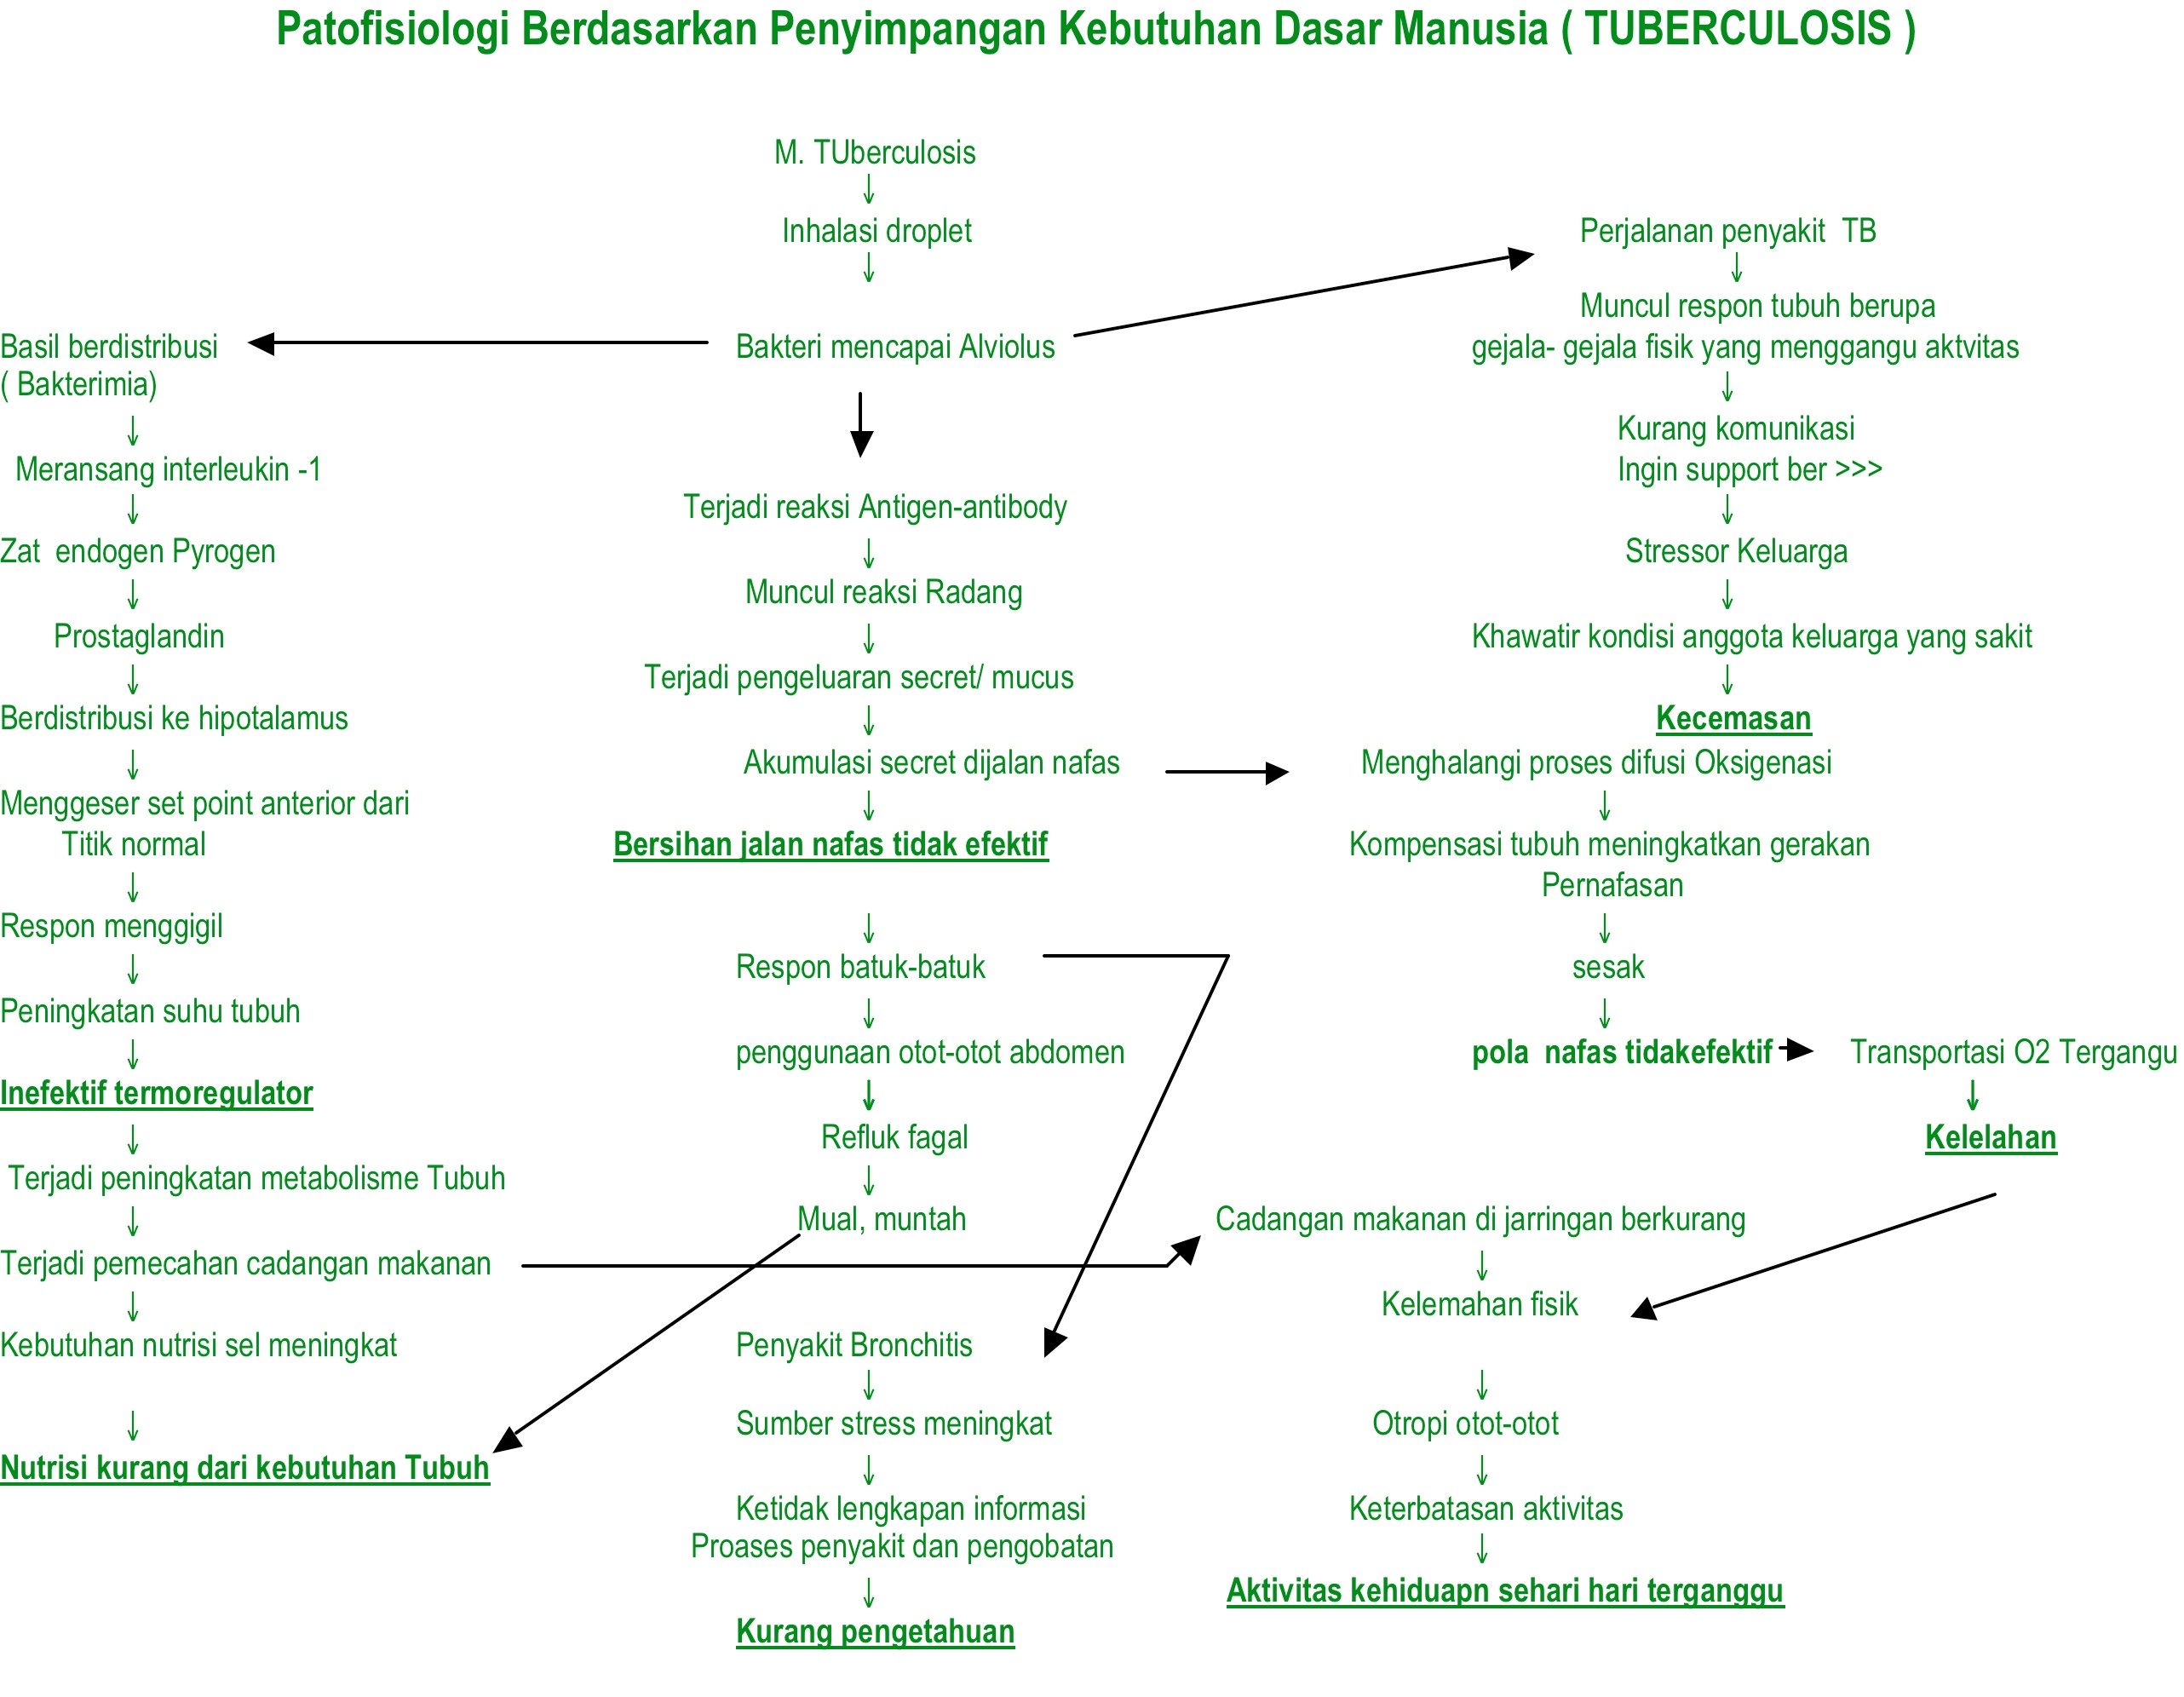 Patofisiologi Berdasarkan Penyimpangan Kebutuhan Dasar Manusia ( TUBERCULOSIS )
M. TUberculosis
↓
Inhalasi droplet
↓
Bakteri mencapai Alviolus
Basil berdistribusi
( Bakterimia)
↓
Meransang interleukin -1
↓
Zat endogen Pyrogen
↓
Prostaglandin
↓
Berdistribusi ke hipotalamus
↓
Menggeser set point anterior dari
Titik normal
↓
Respon menggigil
↓
Peningkatan suhu tubuh
↓
Inefektif termoregulator
↓
Terjadi peningkatan metabolisme Tubuh
↓
Terjadi pemecahan cadangan makanan
↓
Kebutuhan nutrisi sel meningkat
↓
Nutrisi kurang dari kebutuhan Tubuh
Terjadi reaksi Antigen-antibody
↓
Muncul reaksi Radang
↓
Terjadi pengeluaran secret/ mucus
↓
Akumulasi secret dijalan nafas
↓
Bersihan jalan nafas tidak efektif
↓
Respon batuk-batuk
↓
penggunaan otot-otot abdomen
↓
Refluk fagal
↓
Mual, muntah
Penyakit Bronchitis
↓
Sumber stress meningkat
↓
Ketidak lengkapan informasi
Proases penyakit dan pengobatan
↓
Kurang pengetahuan
Perjalanan penyakit TB
↓
Muncul respon tubuh berupa
gejala- gejala fisik yang menggangu aktvitas
↓
Kurang komunikasi
Ingin support ber >>>
↓
Stressor Keluarga
↓
Khawatir kondisi anggota keluarga yang sakit
↓
Kecemasan
Menghalangi proses difusi Oksigenasi
↓
Kompensasi tubuh meningkatkan gerakan
Pernafasan
↓
sesak
↓
pola nafas tidakefektif
Transportasi O2 Tergangu
↓
Kelelahan
Cadangan makanan di jarringan berkurang
↓
Kelemahan fisik
↓
Otropi otot-otot
↓
Keterbatasan aktivitas
↓
Aktivitas kehiduapn sehari hari terganggu